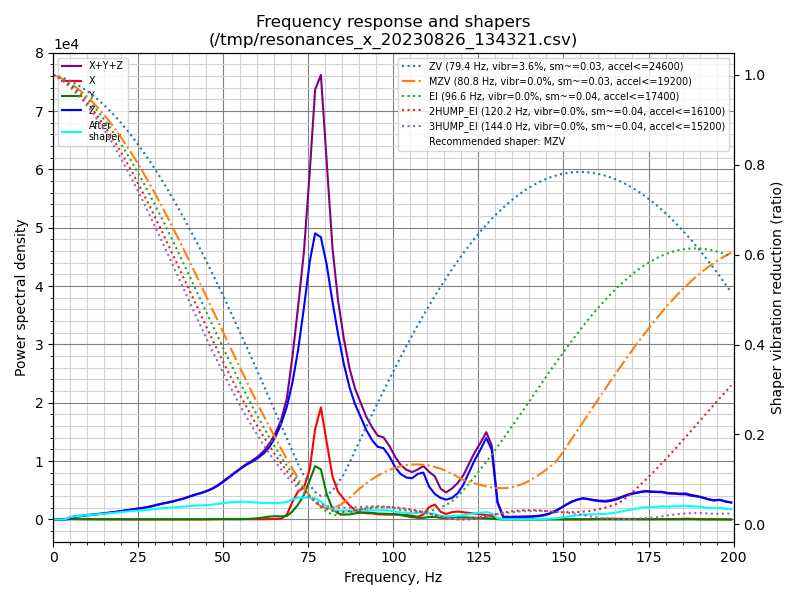 Frequency response and shapers
(/tmp/resonances_x_20230826_134321.csv)
1e4
8
7
6
5
4
3
2
1
0
Power spectral density
X+Y+Z
X
Y
Z
After
shaper
ZV (79.4 Hz, vibr=3.6%, sm~=0.03, accel<=24600)
MZV (80.8 Hz, vibr=0.0%, sm~=0.03, accel<=19200)
EI (96.6 Hz, vibr=0.0%, sm~=0.04, accel<=17400)
2HUMP_EI (120.2 Hz, vibr=0.0%, sm~=0.04, accel<=16100)
3HUMP_EI (144.0 Hz, vibr=0.0%, sm~=0.04, accel<=15200)
Recommended shaper: MZV
1.0
0.8
0.6
0.4
0.2
0.0
Shaper vibration reduction (ratio)
0 25 50 75 100 125 150 175 200
Frequency, Hz